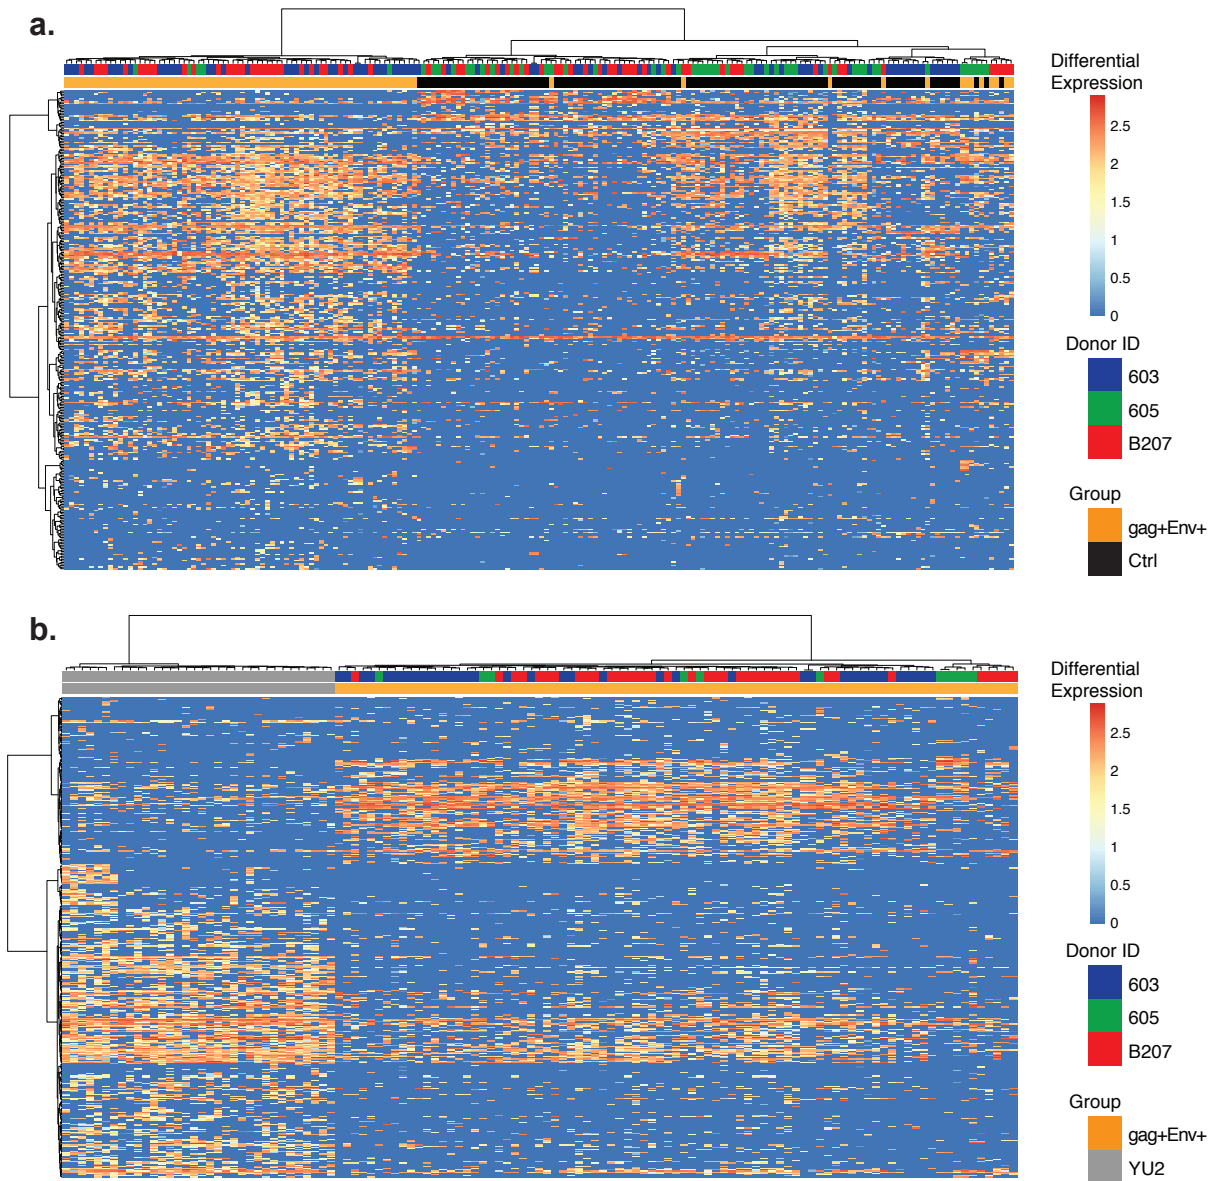 a.
Differential
Expression
2.5
2
1.5
1
0.5
0
Donor ID
603
605
B207
Group
gag+Env+
Ctrl
b.
Differential
Expression
2.5
2
1.5
1
0.5
0
Donor ID
603
605
B207
Group
gag+Env+
YU2